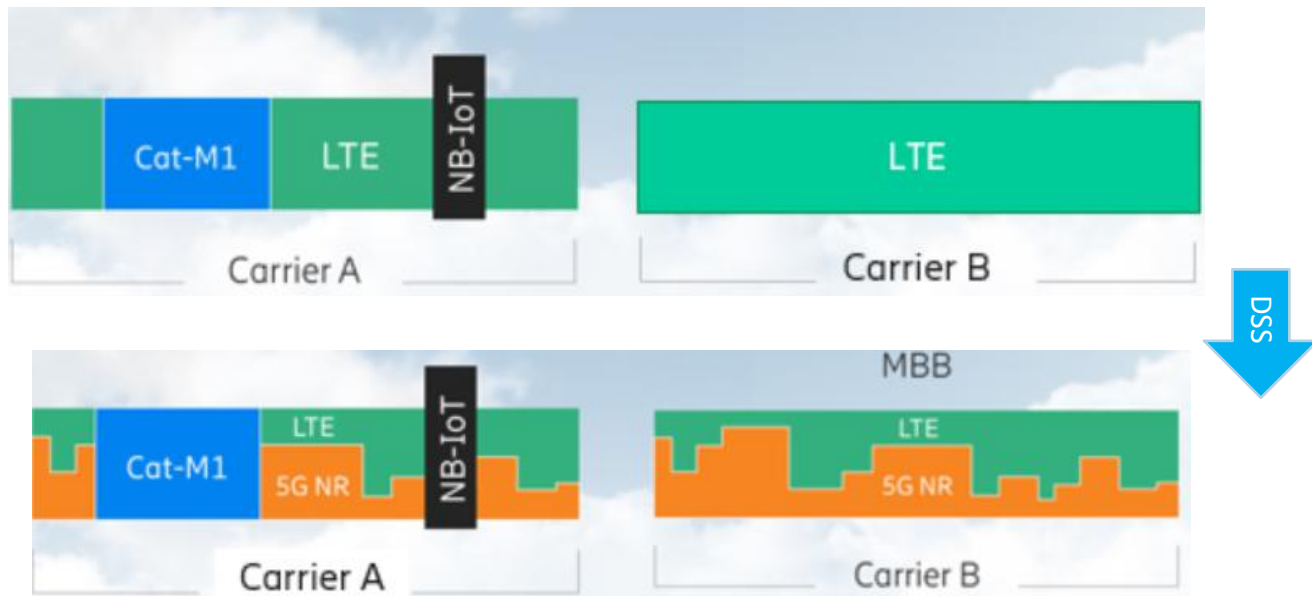 Cat-M1
LTE
NB-IoT
LTE
Carrier A
Carrier B
DSS
MBB
LTE
NB-IoT
LTE
Cat-M1
5G NR
5G NR
Carrier A
Carrier B